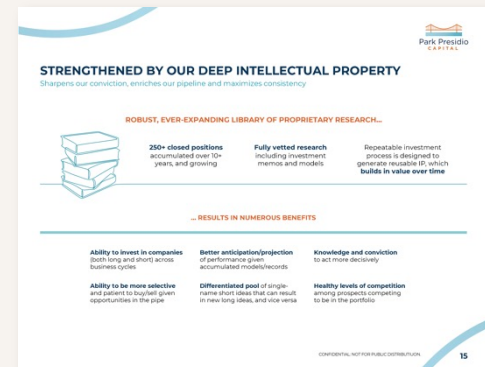 Park Presidio
CAPITAL
STRENGTHENED BY OUR DEEP INTELLECTUAL PROPERTY
Sharpens our conviction, enriches our pipeline and maximizes consistency
ROBUST, EVER-EXPANDING LIBRARY OF PROPRIETARY RESEARCH...
250+ closed positions
accumulated over 10+
years, and growing
Fully vetted research
including investment
memos and models
Repeatable investment
process is designed to
generate reusable IP, which
builds in value over time
... RESULTS IN NUMEROUS BENEFITS
Ability to invest in companies
(both long and short) across
business cycles
Better anticipation/projection
of performance given
accumulated models/records
Knowledge and conviction
to act more decisively
Ability to be more selective
and patient to buy/sell given
opportunities in the pipe
Differentiated pool of single-
name short ideas that can result
in new long ideas, and vice versa
Healthy levels of competition
among prospects competing
to be in the portfolio
CONFIDENTIAL: NOT FOR PUBLIC DISTRIBUTION.
15